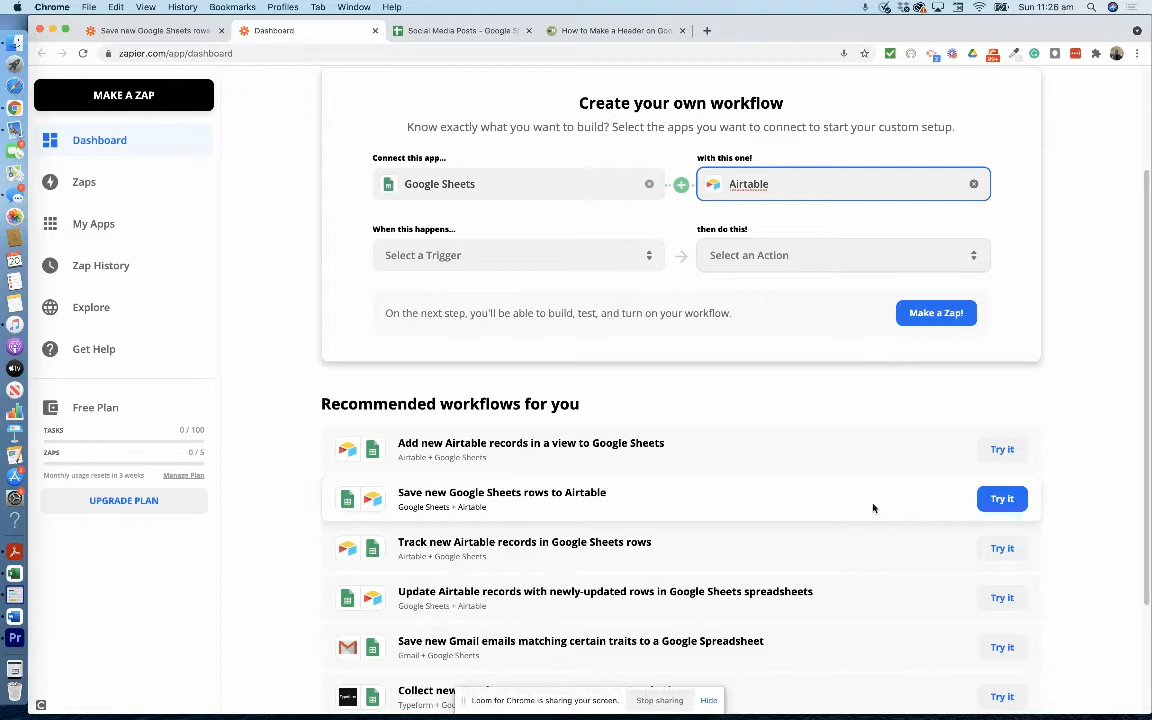 Chrome File Edit View History Bookmarks Profiles Tab Window Help Sun 11:26 am
Save new Google Sheets rows
Dashboard
Social Media Posts - Google S
How to Make a Header on Goo
zapier.com/app/dashboard
MAKE A ZAP
Dashboard
Zaps
My Apps
Zap History
Explore
Get Help
Free Plan
TASKS 0 / 100
ZAPS 0 / 5
Monthly usage resets in 3 weeks Manage Plan
UPGRADE PLAN
Create your own workflow
Know exactly what you want to build? Select the apps you want to connect to start your custom setup.
Connect this app... with this one!
Google Sheets Airtable
When this happens... then do this!
Select a Trigger Select an Action
On the next step, you'll be able to build, test, and turn on your workflow. Make a Zap!
Recommended workflows for you
Add new Airtable records in a view to Google Sheets
Airtable + Google Sheets
Try it
Save new Google Sheets rows to Airtable
Google Sheets + Airtable
Try it
Track new Airtable records in Google Sheets rows
Airtable + Google Sheets
Try it
Update Airtable records with newly-updated rows in Google Sheets spreadsheets
Google Sheets + Airtable
Try it
Save new Gmail emails matching certain traits to a Google Spreadsheet
Gmail + Google Sheets
Try it
Collect new
Typeform + Goo
Try it
Loom for Chrome is sharing your screen. Stop sharing Hide